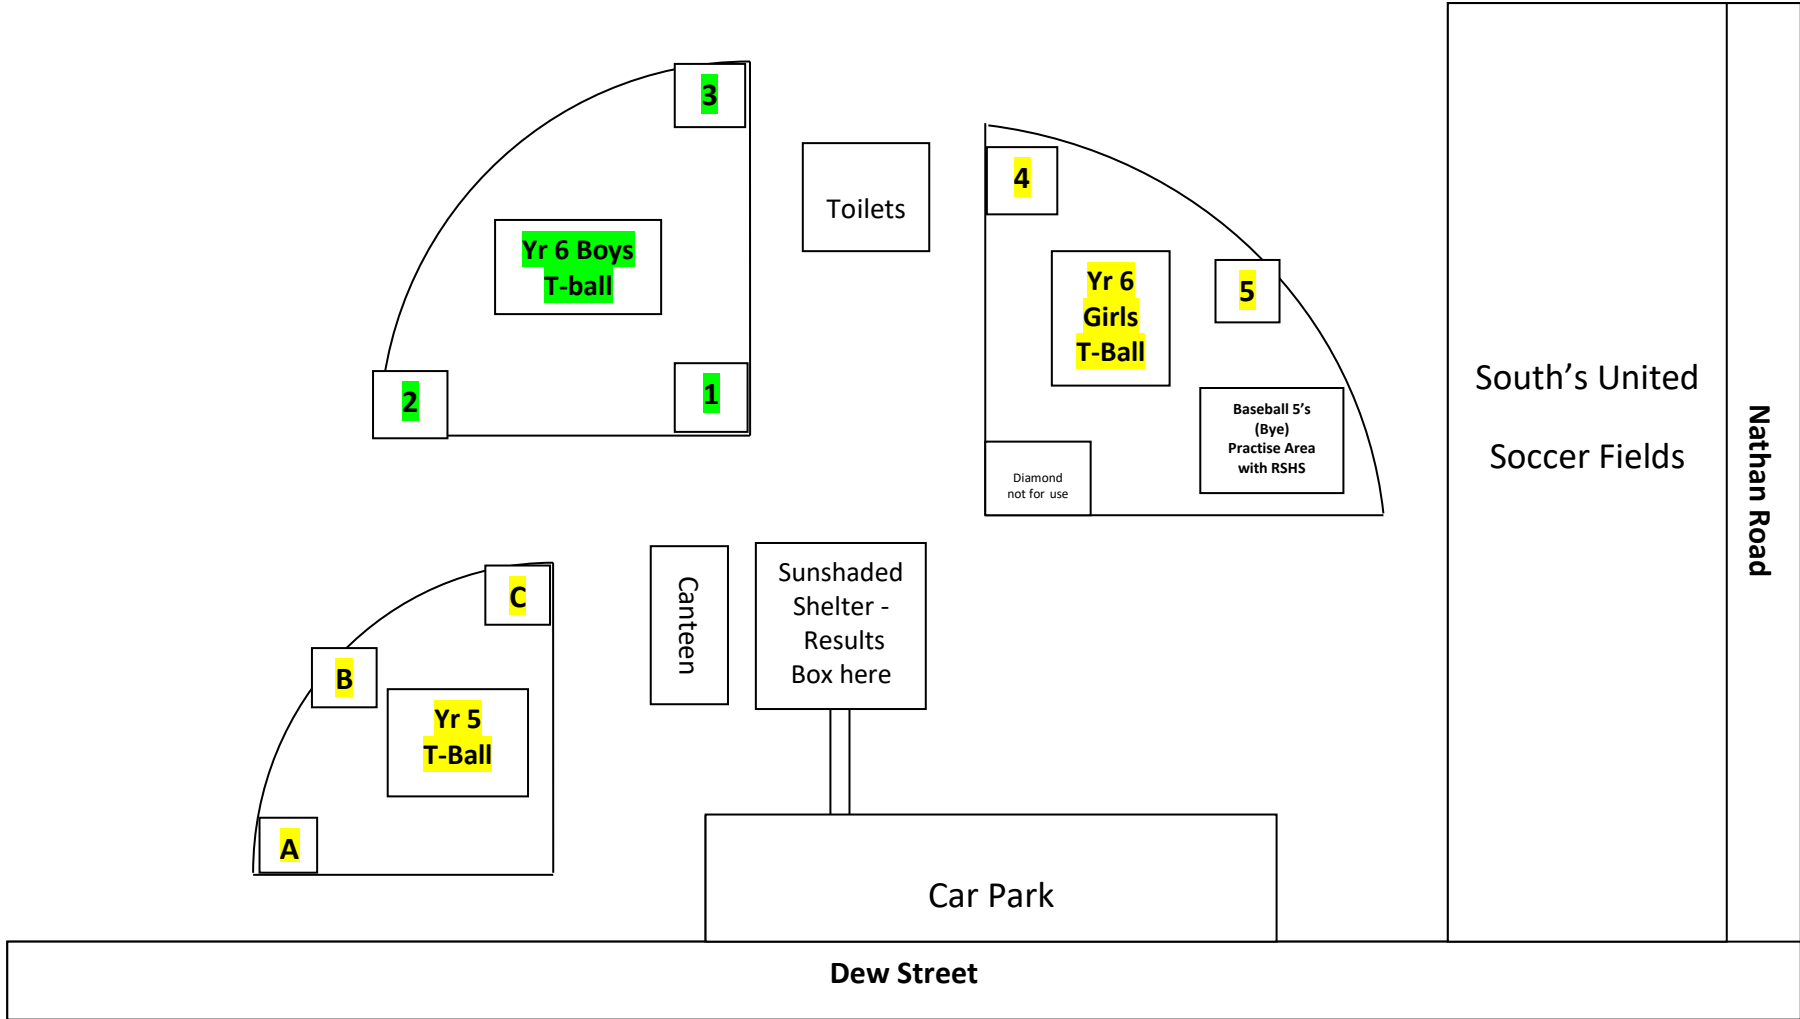 3
Toilets
4
Yr 6 Boys
T-ball
Yr 6
Girls
T-Ball
5
2
1
Baseball 5's
(Bye)
Practise Area
with RSHS
Diamond
not for use
South's United
Soccer Fields
Nathan Road
C
B
Yr 5
T-Ball
A
Canteen
Sunshaded
Shelter -
Results
Box here
Car Park
Dew Street